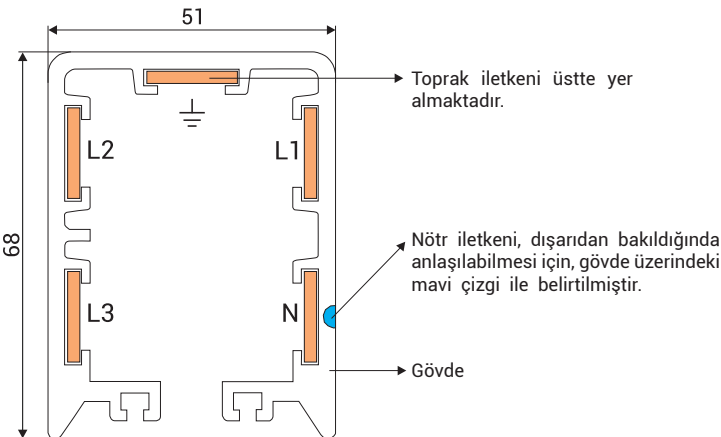 51
Toprak iletkeni üstte yer
almaktadır.
L2
L1
68
Nötr iletkeni, dışarıdan bakıldığında
anlaşılabilmesi için, gövde üzerindeki
mavi çizgi ile belirtilmiştir.
L3
N
Gövde